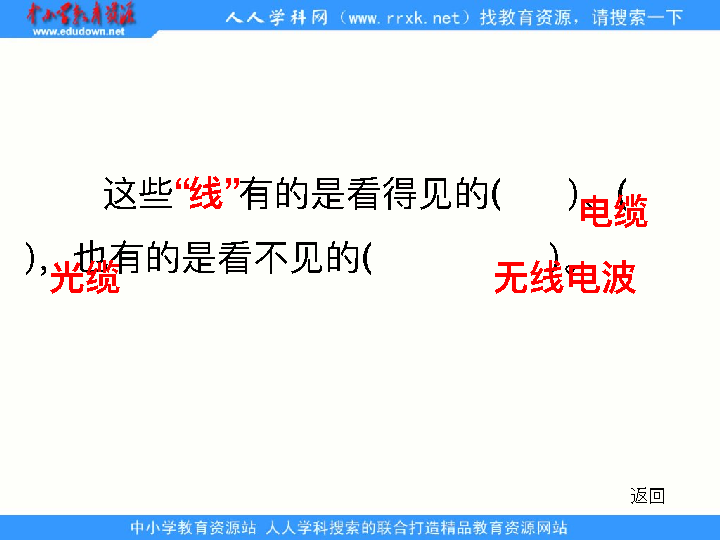 中小学教育资源
www.edudown.net
人人学科网（www.rrxk.net）找教育资源，请搜索一下
这些“线”有的是看得见的(  )、(
电缆
)，也有的是看不见的(  )。
光缆  无线电波
返回
中小学教育资源站 人人学科搜索的联合打造精品教育资源网站